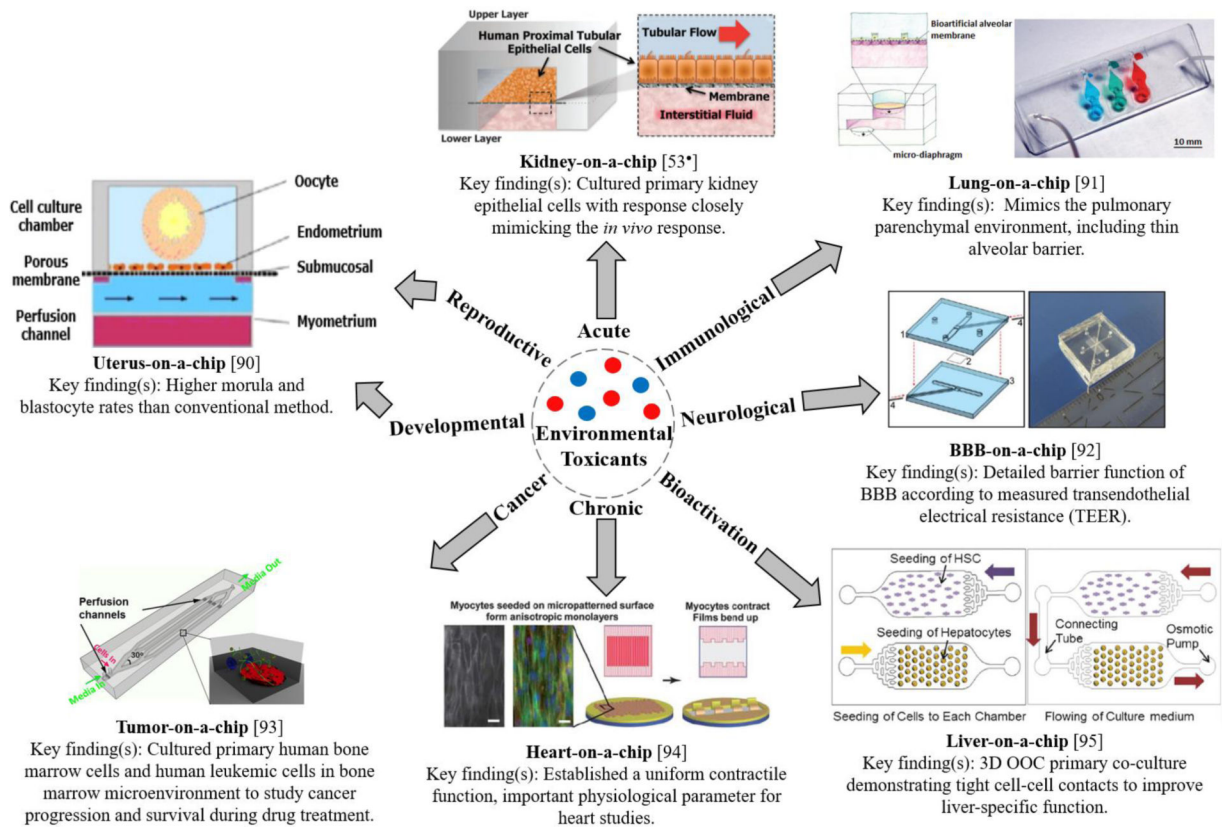 Upper Layer
Human Proximal Tubular
Epithelial Cells
Lower Layer
Tubular Flow
Membrane
Interstitial Fluid
Kidney-on-a-chip [53•]
Key finding(s): Cultured primary kidney
epithelial cells with response closely
mimicking the in vivo response.
Bioartificial alveolar
membrane
micro-diaphragm
10 mm
Lung-on-a-chip [91]
Key finding(s): Mimics the pulmonary
parenchymal environment, including thin
alveolar barrier.
Cell culture
chamber
Porous
membrane
Perfusion
channel
Oocyte
Endometrium
Submucosal
Myometrium
Uterus-on-a-chip [90]
Key finding(s): Higher morula and
blastocyte rates than conventional method.
Reproductive
Acute
Immunological
Developmental
Neurological
Environmental
Toxicants
Cancer
Chronic
Bioactivation
1
2
3
4
4
BBB-on-a-chip [92]
Key finding(s): Detailed barrier function of
BBB according to measured transendothelial
electrical resistance (TEER).
Media Out
Perfusion
channels
Cells In
30°
Media In
Tumor-on-a-chip [93]
Key finding(s): Cultured primary human bone
marrow cells and human leukemic cells in bone
marrow microenvironment to study cancer
progression and survival during drug treatment.
Myocytes seeded on micropatterned surface
form anisotropic monolayers
Myocytes contract
Films bend up
Heart-on-a-chip [94]
Key finding(s): Established a uniform contractile
function, important physiological parameter for
heart studies.
Seeding of HSC
Seeding of Hepatocytes
Seeding of Cells to Each Chamber
Connecting
Tube
Osmotic
Pump
Flowing of Culture medium
Liver-on-a-chip [95]
Key finding(s): 3D OOC primary co-culture
demonstrating tight cell-cell contacts to improve
liver-specific function.